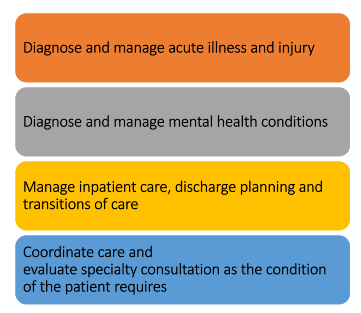 Diagnose and manage acute illness and injury
Diagnose and manage mental health conditions
Manage inpatient care, discharge planning and
transitions of care
Coordinate care and
evaluate specialty consultation as the condition
of the patient requires